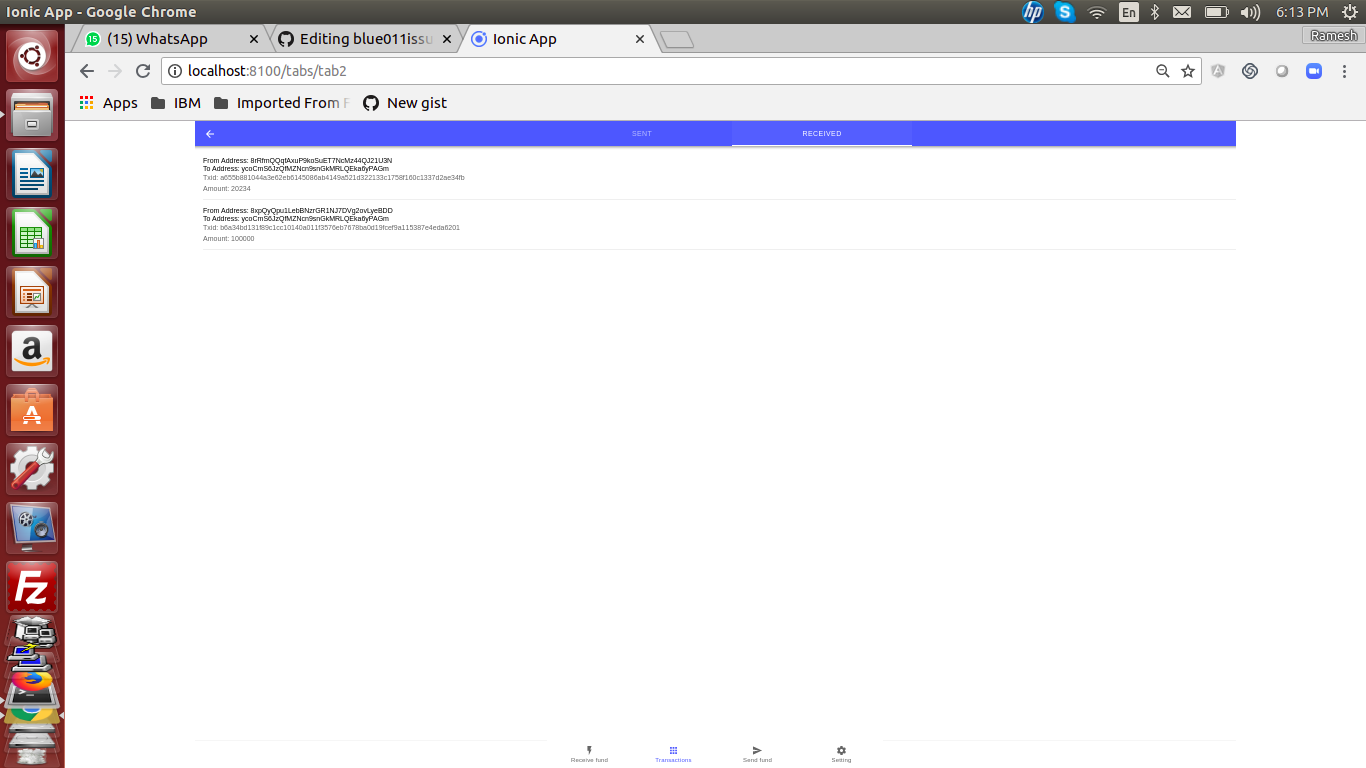 Ionic App - Google Chrome
En
6:13 PM
(15) WhatsApp
Editing blue011issu
Ionic App
Ramesh
localhost:8100/tabs/tab2
Apps
IBM
Imported From F
New gist
SENT
RECEIVED
From Address: 8rRfmQQqfAxuP9koSuET7NcMz44QJ21U3N
To Address: ycoCmS6JzQfMZNcn9snGkMRLQEka6yPAGm
Txid: a655b881044a3e62eb6145086ab4149a521d322133c1758f160c1337d2ae34fb
Amount: 20234
From Address: 8xpQyQpu1LebBNzrGR1NJ7DVg2ovLyeBDD
To Address: ycoCmS6JzQfMZNcn9snGkMRLQEka6yPAGm
Txid: b6a34bd131f89c1cc10140a011f3576eb7678ba0d19fcef9a115387e4eda6201
Amount: 100000
Receive fund
Transactions
Send fund
Setting